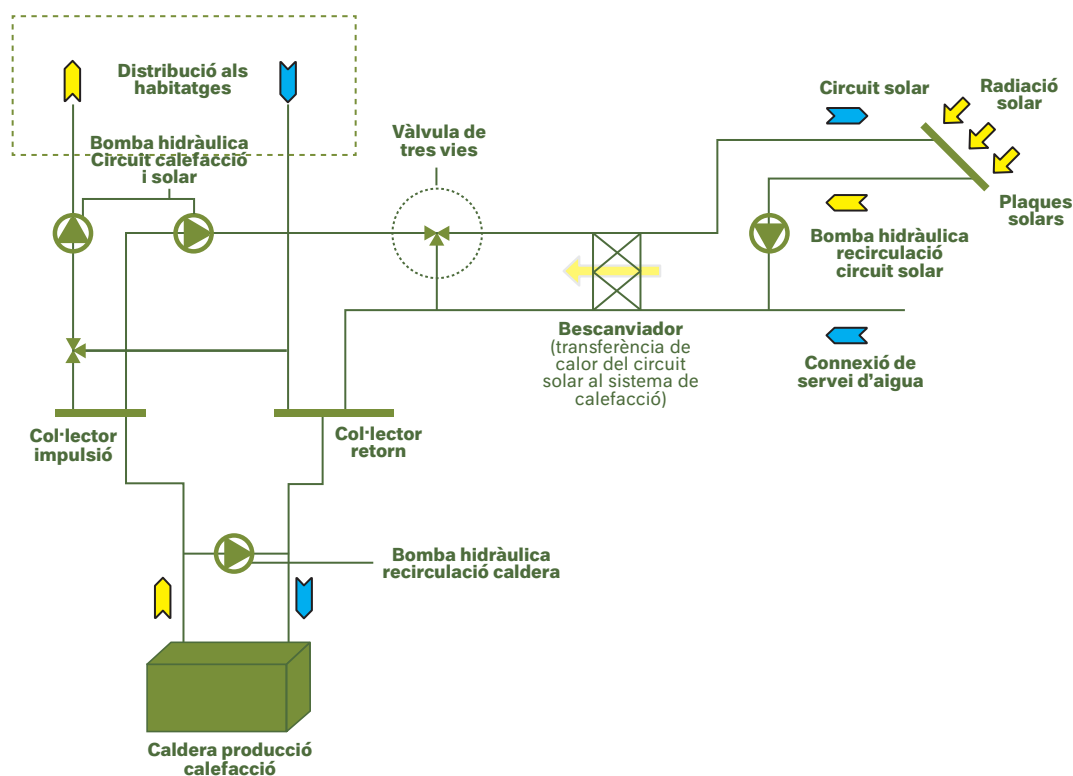 Distribució als
habitatges
Bomba hidràulica
Circuit calefacció
i solar
Vàlvula de
tres vies
Circuit solar
Radiació
solar
Plaques
solars
Bomba hidràulica
recirculació
circuit solar
Bescanviador
(transferència de
calor del circuit
solar al sistema de
calefacció)
Connexió de
servei d’aigua
Col·lector
impulsió
Col·lector
retorn
Bomba hidràulica
recirculació caldera
Caldera producció
calefacció